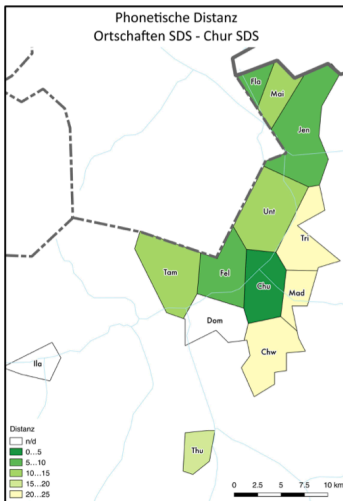 Phonetische Distanz
Ortschaften SDS - Chur SDS
Fla
Mai
Jen
Unt
Tri
Tam
Fel
Chu
Mad
Dom
Chw
Ila
Thu
Distanz
n/d
0...5
5...10
10...15
15...20
20...25
0 2.5 5 7.5 10 km